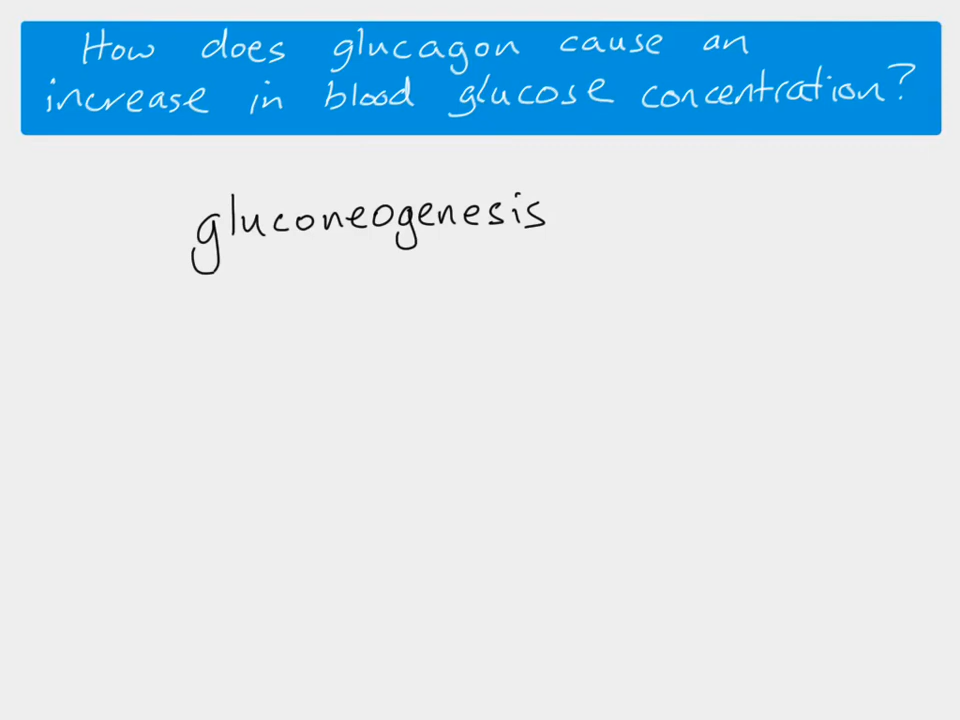 How does glucagon cause an
increase in blood glucose concentration?
gluconeogenesis